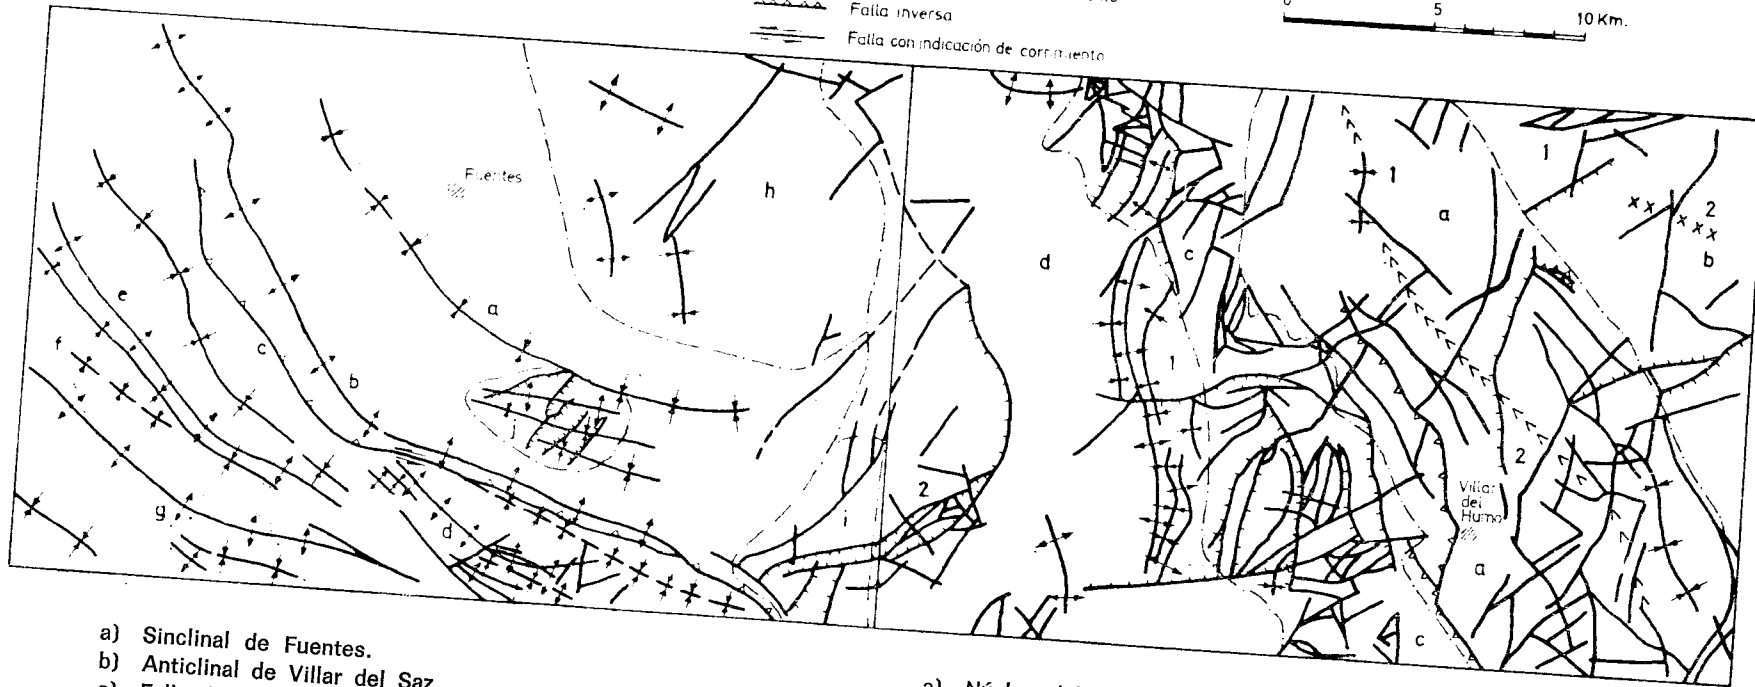 Falla inversa
Falla con indicación de corrimiento
0 5 10 Km.
Fuentes
h
a
e
f
c
b
g
d
i
2
d
c
1
1
a
1
2
b
2
Villar
del
Humo
a
c
a) Sinclinal de Fuentes.
b) Anticlinal de Villar del Saz